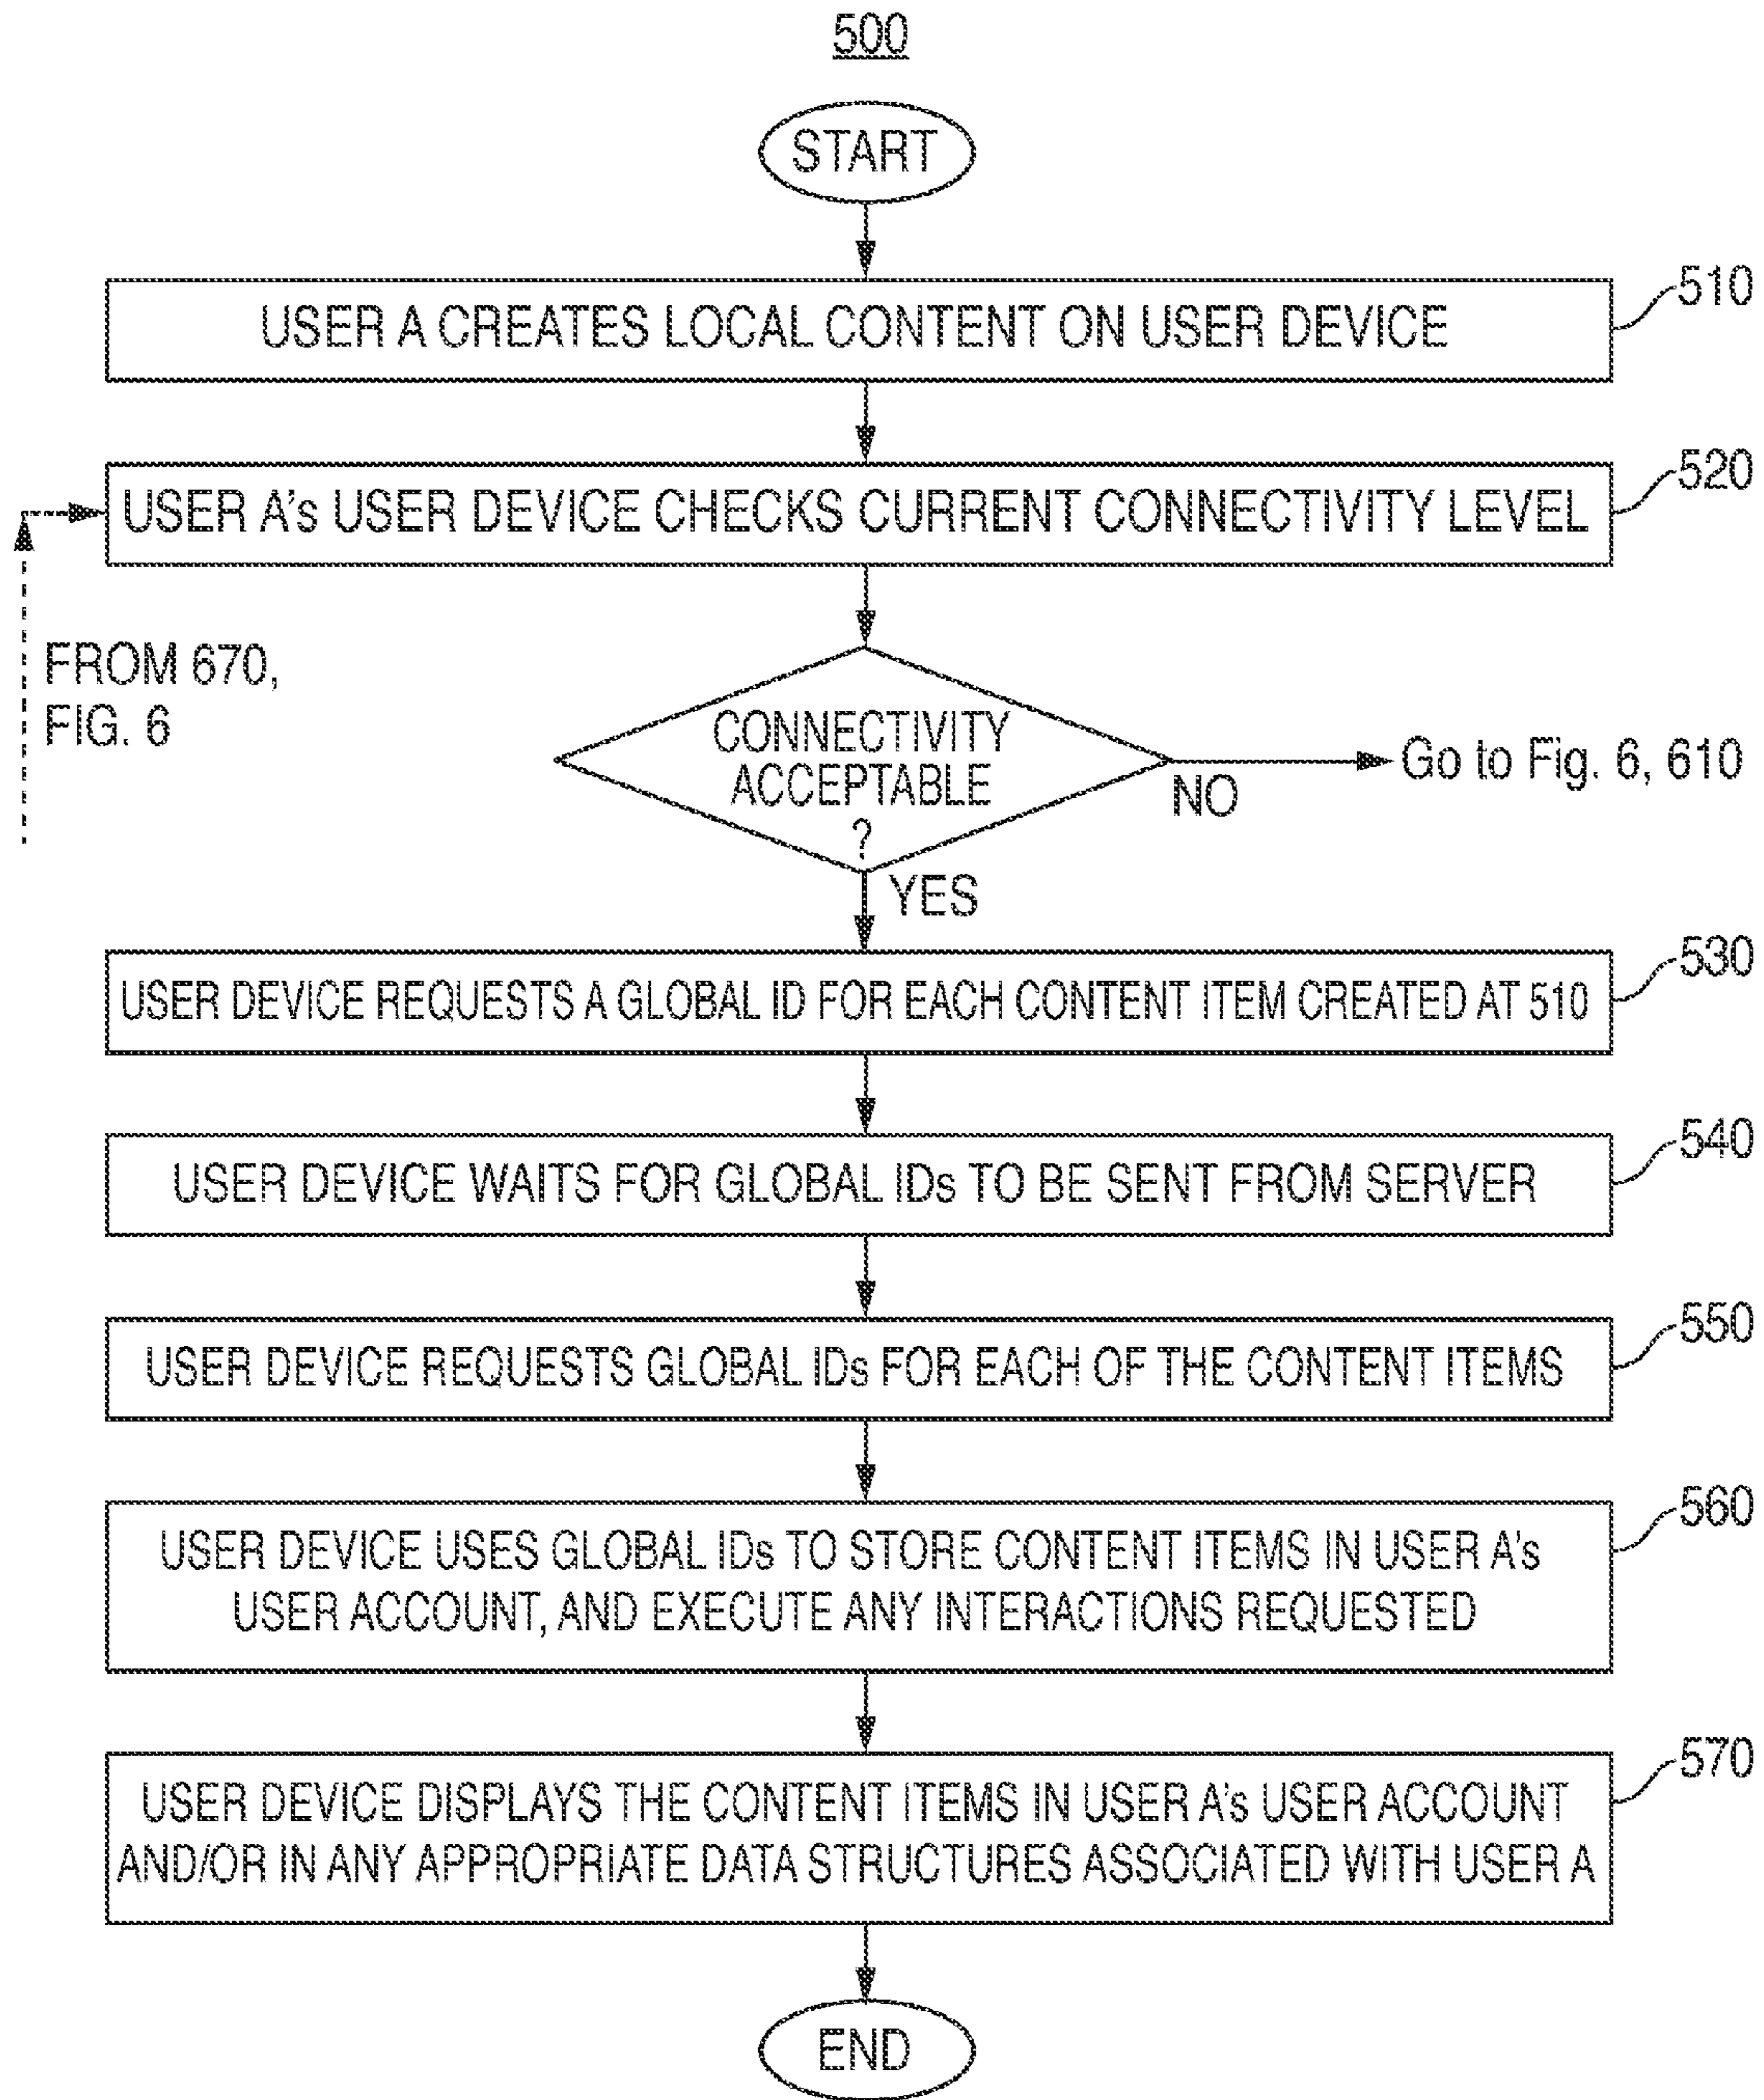 500
START
USER A CREATES LOCAL CONTENT ON USER DEVICE
510
USER A's USER DEVICE CHECKS CURRENT CONNECTIVITY LEVEL
520
FROM 670,
FIG. 6
CONNECTIVITY
ACCEPTABLE
?
NO
Go to Fig. 6, 610
YES
USER DEVICE REQUESTS A GLOBAL ID FOR EACH CONTENT ITEM CREATED AT 510
530
USER DEVICE WAITS FOR GLOBAL IDs TO BE SENT FROM SERVER
540
USER DEVICE REQUESTS GLOBAL IDs FOR EACH OF THE CONTENT ITEMS
550
USER DEVICE USES GLOBAL IDs TO STORE CONTENT ITEMS IN USER A's
USER ACCOUNT, AND EXECUTE ANY INTERACTIONS REQUESTED
560
USER DEVICE DISPLAYS THE CONTENT ITEMS IN USER A's USER ACCOUNT
AND/OR IN ANY APPROPRIATE DATA STRUCTURES ASSOCIATED WITH USER A
570
END